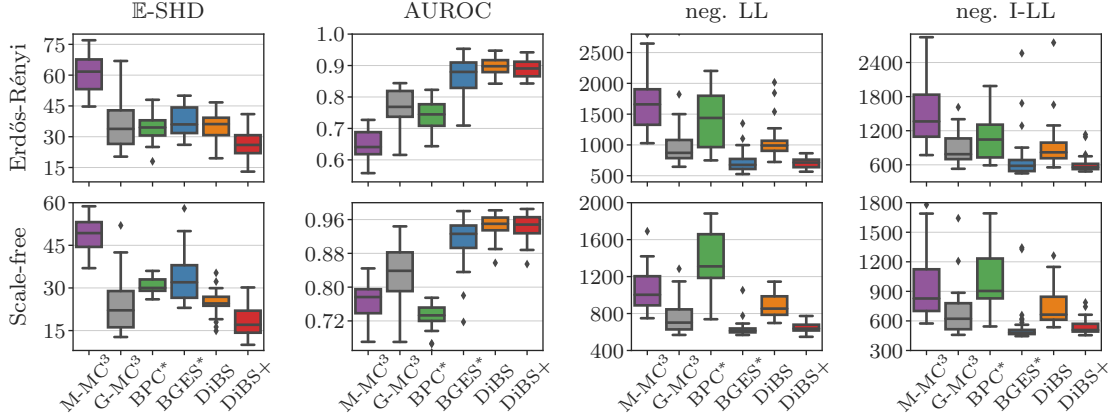 𝔼-SHD
AUROC
neg. LL
neg. I-LL
Erdős-Rényi
75
60
45
30
15
1.0
0.9
0.8
0.7
0.6
2500
2000
1500
1000
500
2400
1800
1200
600
Scale-free
60
45
30
15
0.96
0.88
0.80
0.72
2000
1600
1200
800
400
1800
1500
1200
900
600
300
M-MC³
G-MC³
BPC*
BGES*
DiBS
DiBS+
M-MC³
G-MC³
BPC*
BGES*
DiBS
DiBS+
M-MC³
G-MC³
BPC*
BGES*
DiBS
DiBS+
M-MC³
G-MC³
BPC*
BGES*
DiBS
DiBS+